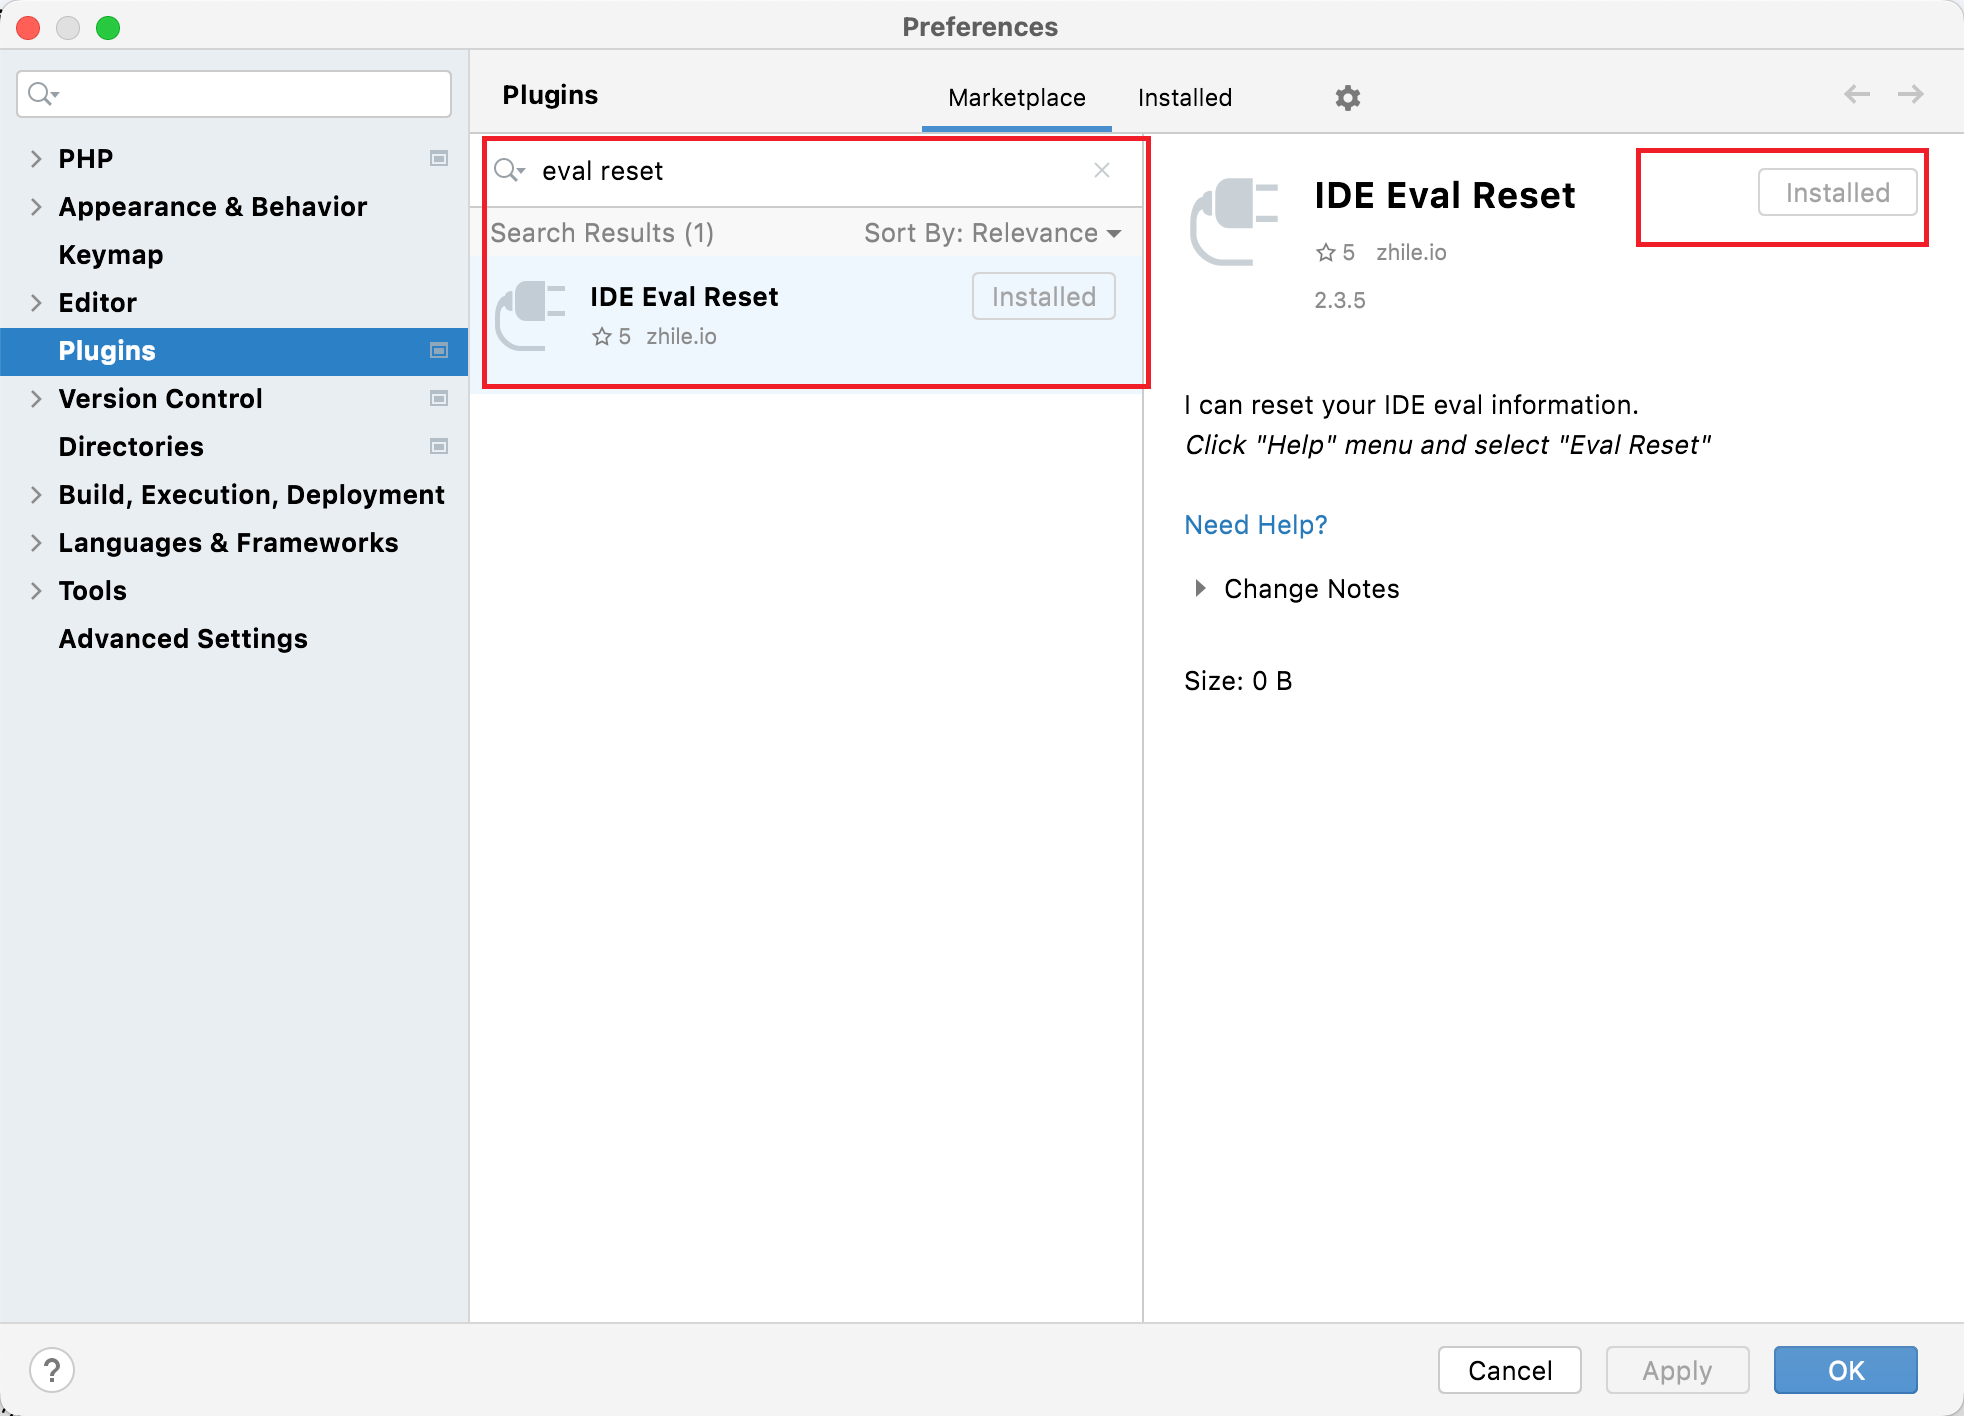 Preferences
PHP
Appearance & Behavior
Keymap
Editor
Plugins
Version Control
Directories
Build, Execution, Deployment
Languages & Frameworks
Tools
Advanced Settings
Plugins
Marketplace
Installed
eval reset
Search Results (1)
Sort By: Relevance
IDE Eval Reset
Installed
5 zhile.io
IDE Eval Reset
Installed
5 zhile.io
2.3.5
I can reset your IDE eval information.
Click "Help" menu and select "Eval Reset"
Need Help?
Change Notes
Size: 0 B
?
Cancel
Apply
OK